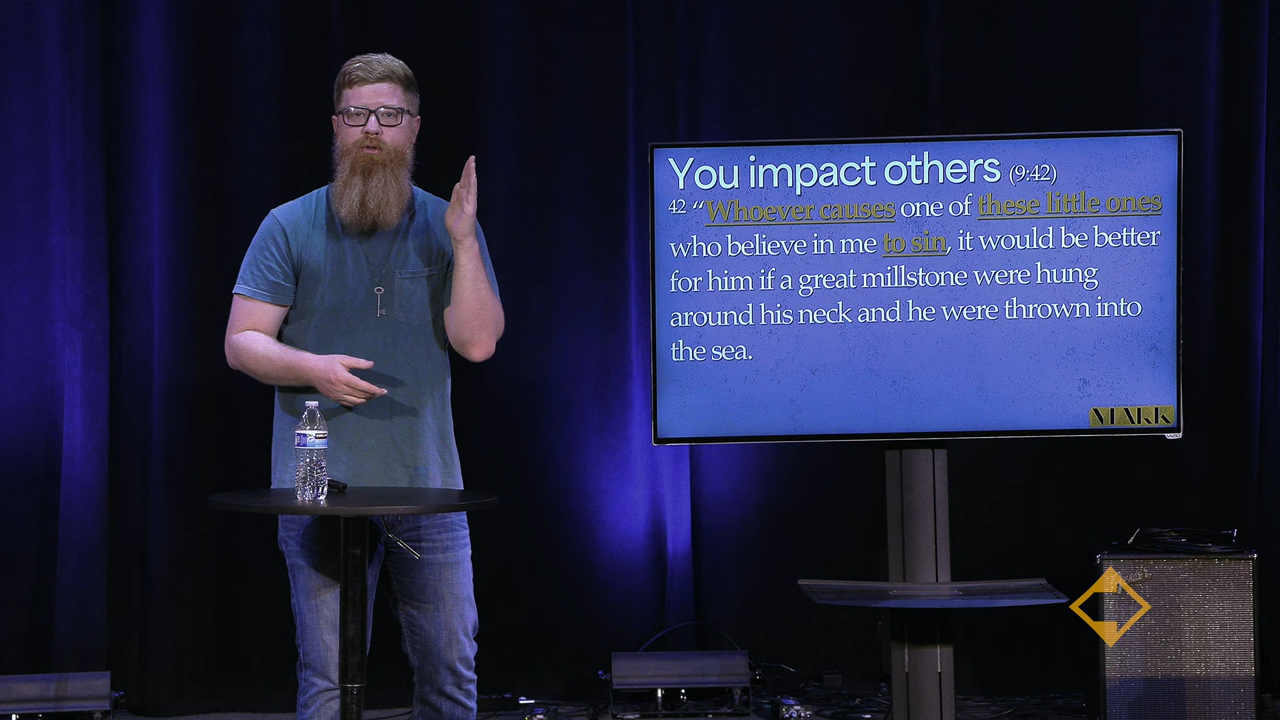 You impact others (9:42)
42 “Whoever causes one of these little ones
who believe in me to sin, it would be better
for him if a great millstone were hung
around his neck and he were thrown into
the sea.
MARK
VIZIO